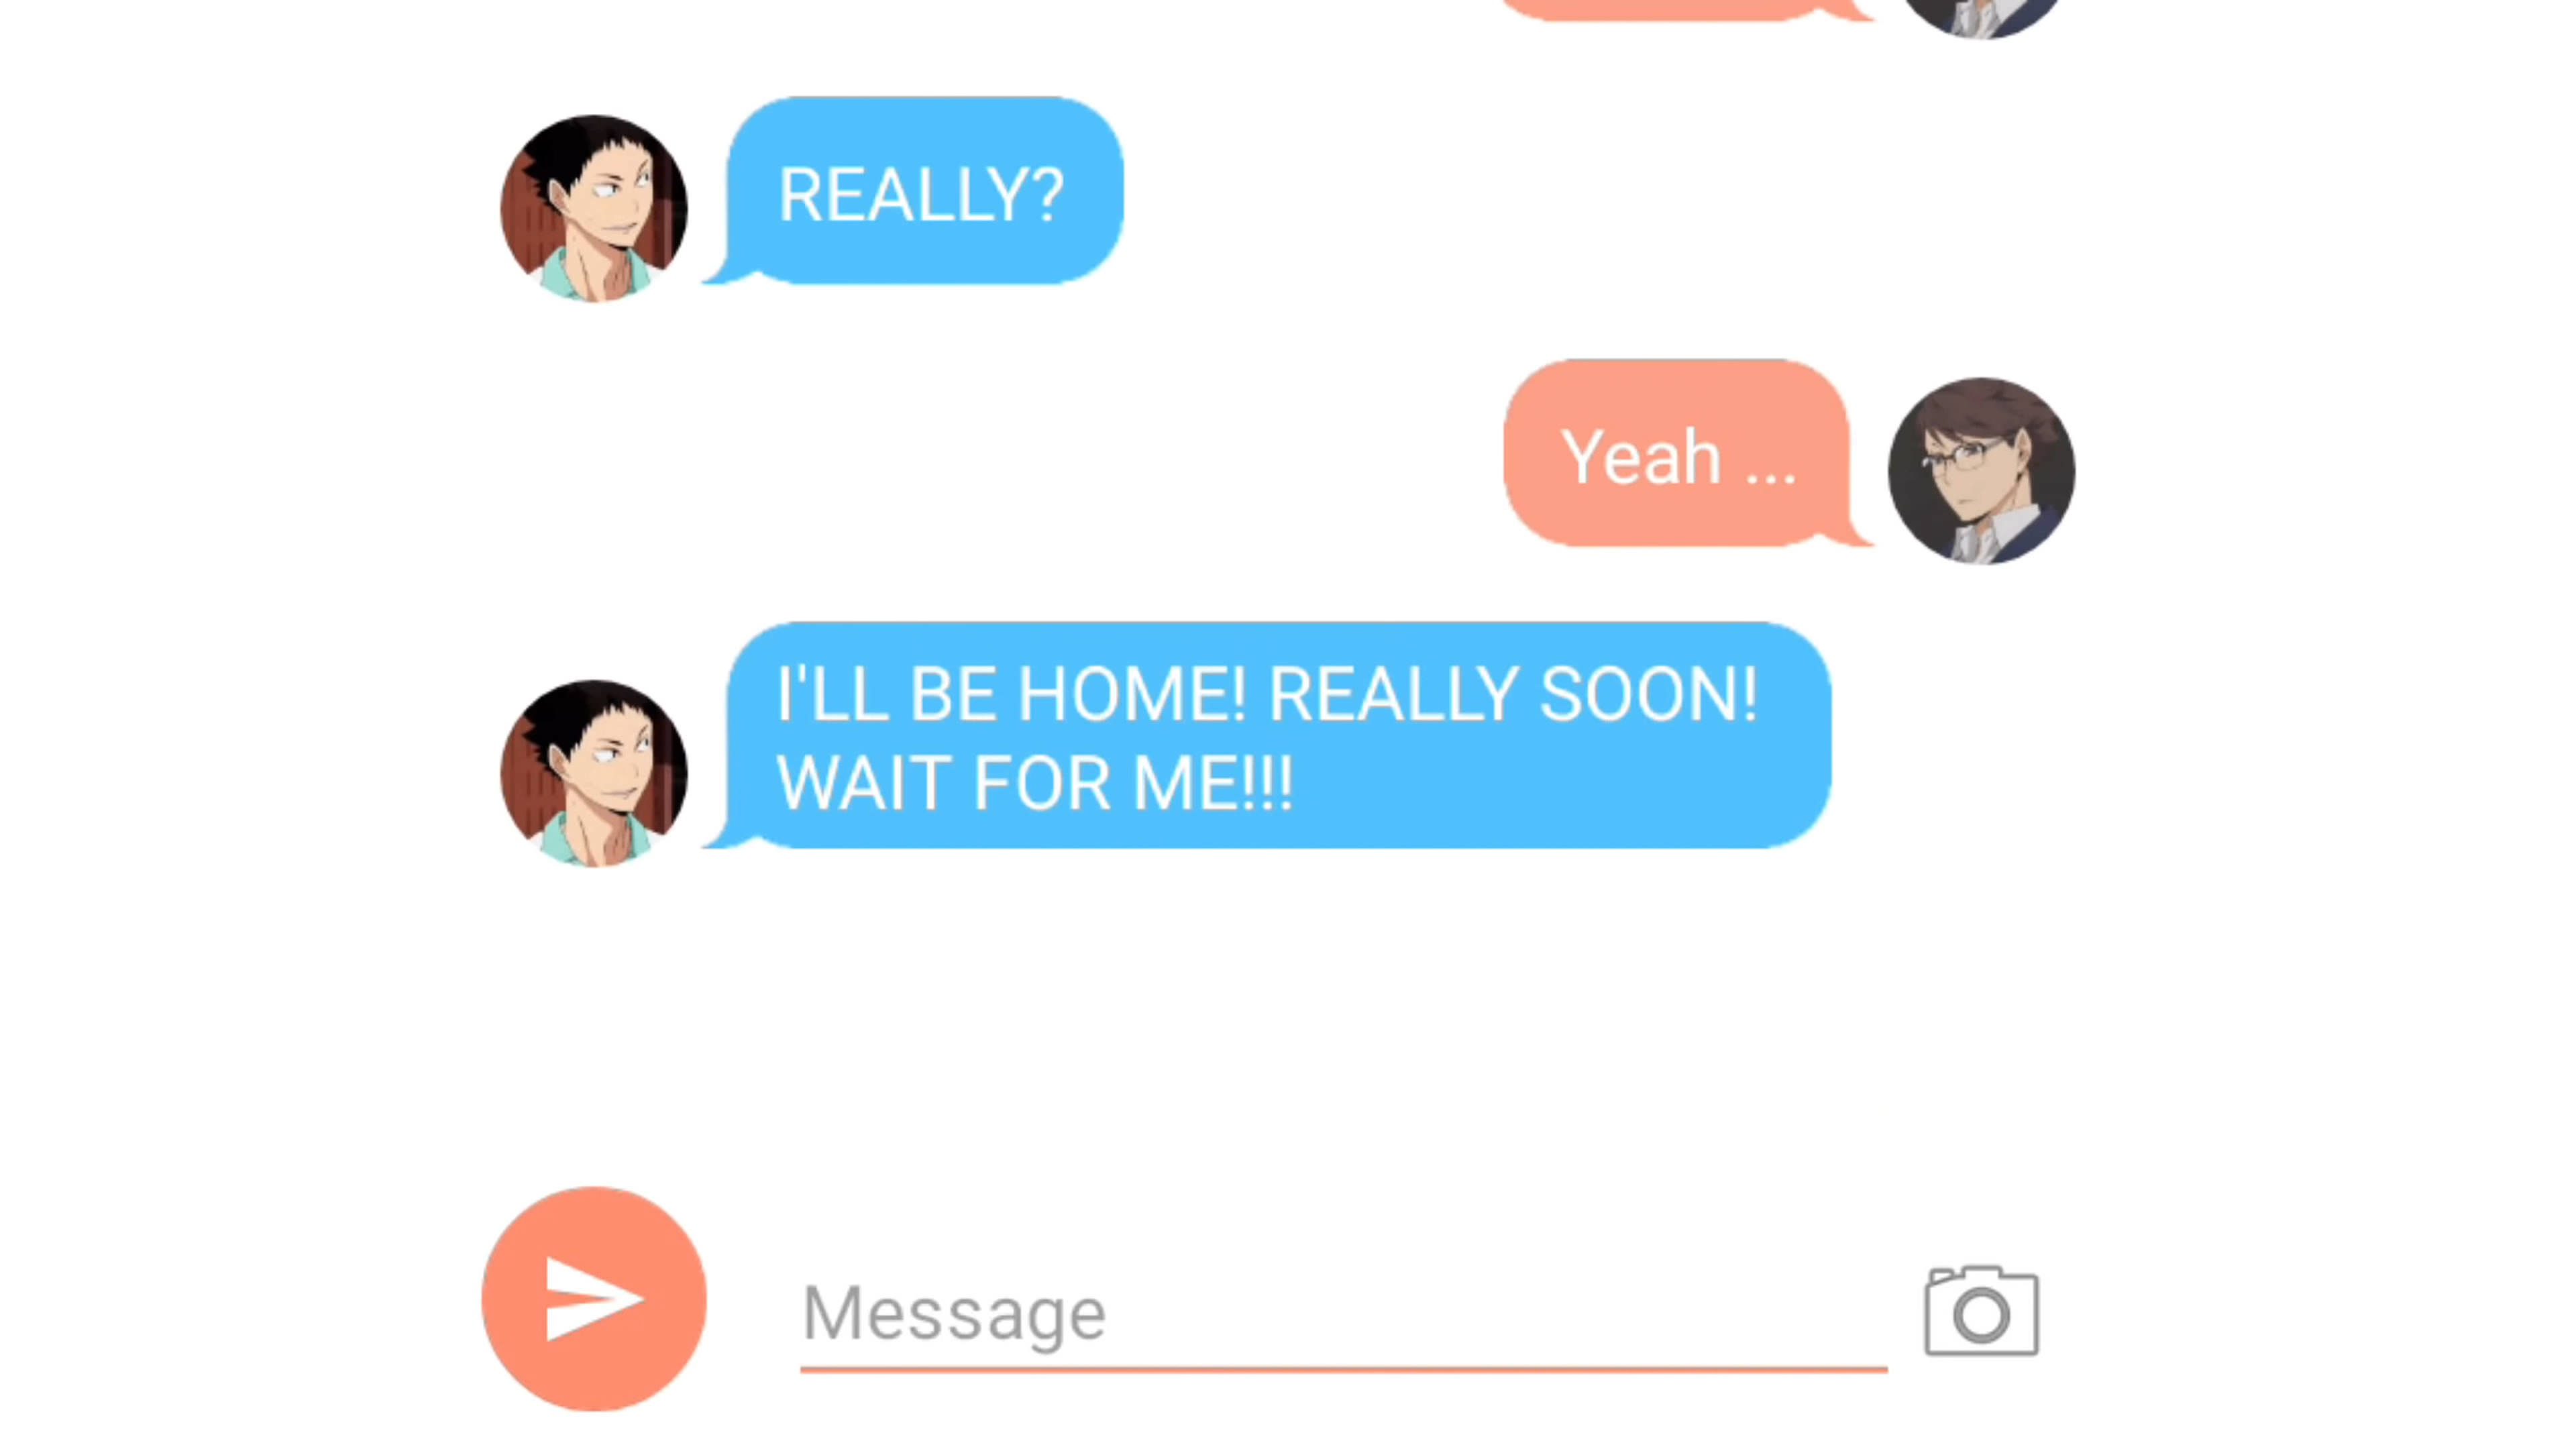 REALLY?
Yeah ...
I'LL BE HOME! REALLY SOON!
WAIT FOR ME!!!
Message